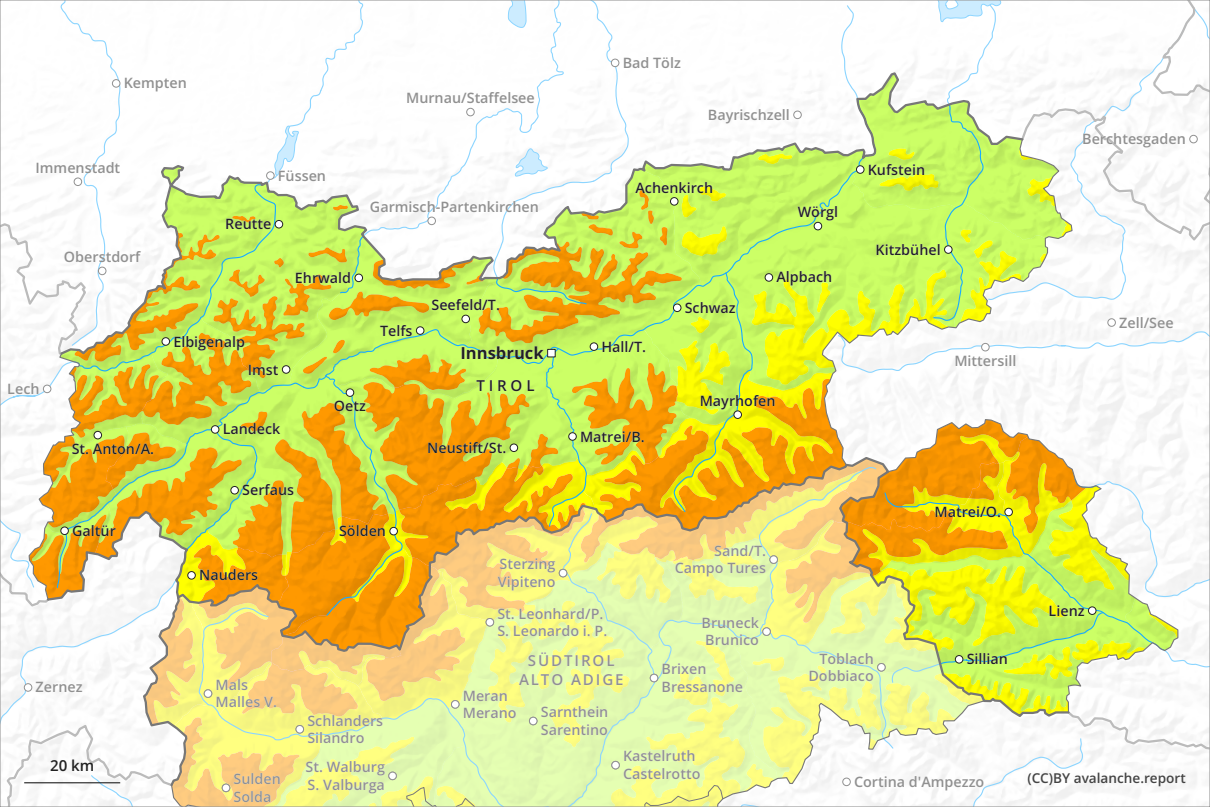 Kempten
Bad Tölz
Murnau/Staffelsee
Bayrischzell
Berchtesgaden
Immenstadt
Füssen
Kufstein
Achenkirch
Garmisch-Partenkirchen
Wörgl
Reutte
Oberstdorf
Kitzbühel
Ehrwald
Alpbach
Seefeld/T.
Schwaz
Telfs
Zell/See
Elbigenalp
Innsbruck
Hall/T.
Mittersill
Imst
TIROL
Lech
Oetz
Mayrhofen
Landeck
Matrei/B.
St. Anton/A.
Neustift/St.
Serfaus
Matrei/O.
Galtür
Sölden
Sterzing
Vipiteno
Sand/T.
Campo Tures
Nauders
St. Leonhard/P.
S. Leonardo i. P.
Lienz
Bruneck
Brunico
SÜDTIROL
ALTO ADIGE
Sillian
Toblach
Dobbiaco
Brixen
Bressanone
Zernez
Mals
Malles V.
Meran
Merano
Sarnthein
Sarentino
Schlanders
Silandro
Kastelruth
Castelrotto
St. Walburg
S. Valburga
20 km
Sulden
Solda
Cortina d'Ampezzo
(CC)BY avalanche.report